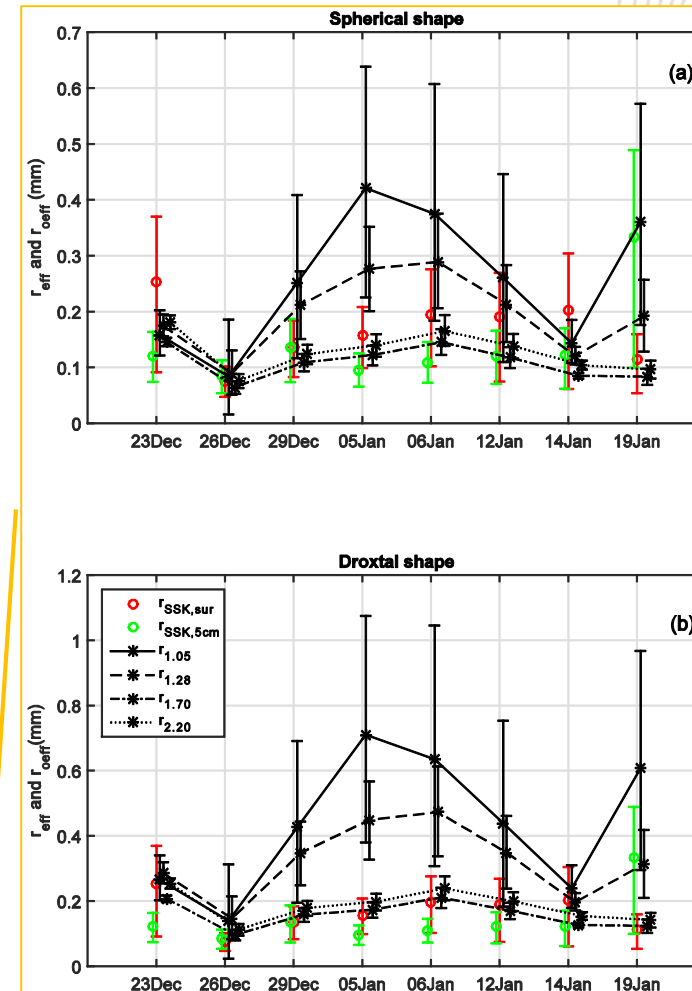 Spherical shape
(a)
0.7
0.6
0.5
0.4
0.3
0.2
0.1
0
r_eff and r_oeff (mm)
23Dec 26Dec 29Dec 05Jan 06Jan 12Jan 14Jan 19Jan
Droxtal shape
(b)
1.2
1
0.8
0.6
0.4
0.2
0
r_eff and r_oeff(mm)
r_SSK,sur
r_SSK,5cm
r_1.05
r_1.28
r_1.70
r_2.20
23Dec 26Dec 29Dec 05Jan 06Jan 12Jan 14Jan 19Jan